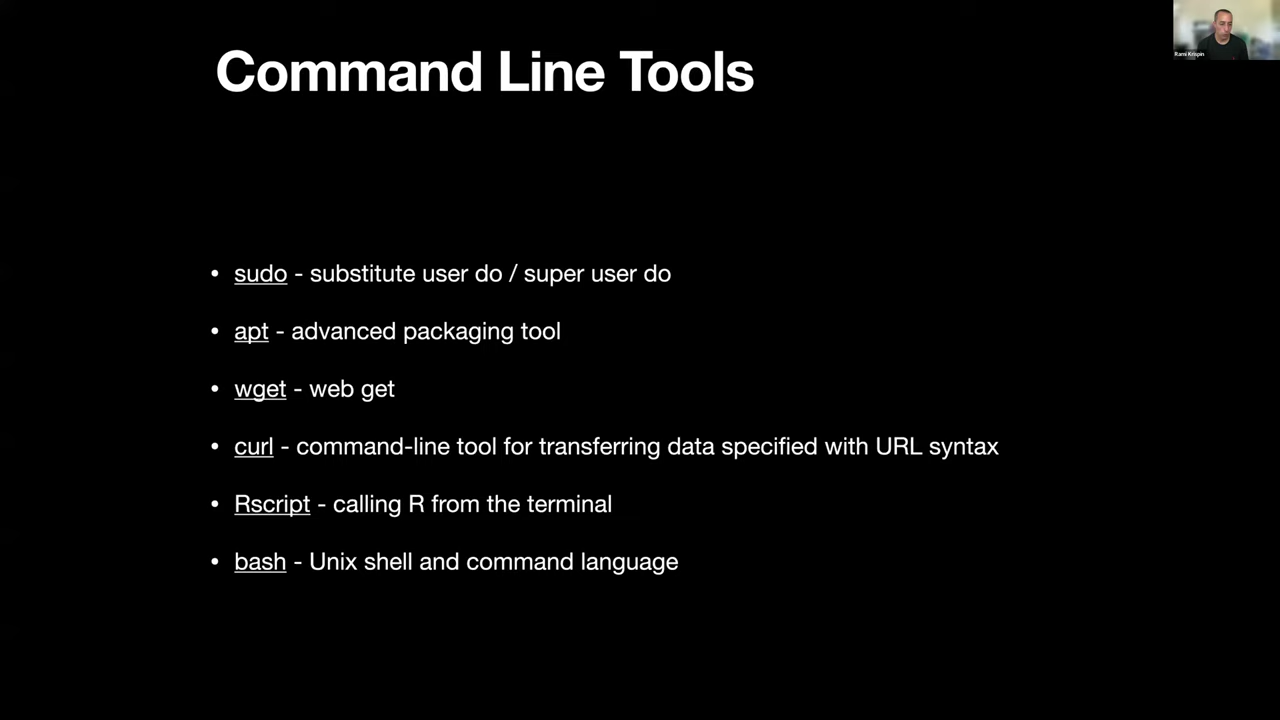 Command Line Tools
Rami Krispin
• sudo - substitute user do / super user do
• apt - advanced packaging tool
• wget - web get
• curl - command-line tool for transferring data specified with URL syntax
• Rscript - calling R from the terminal
• bash - Unix shell and command language